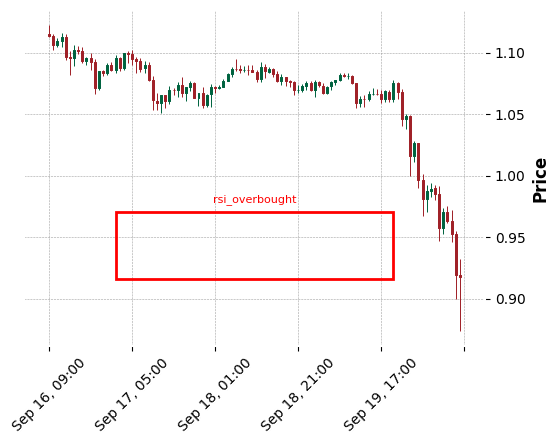 1.10
1.05
1.00
0.95
0.90
Price
rsi_overbought
Sep 16, 09:00
Sep 17, 05:00
Sep 18, 01:00
Sep 18, 21:00
Sep 19, 17:00